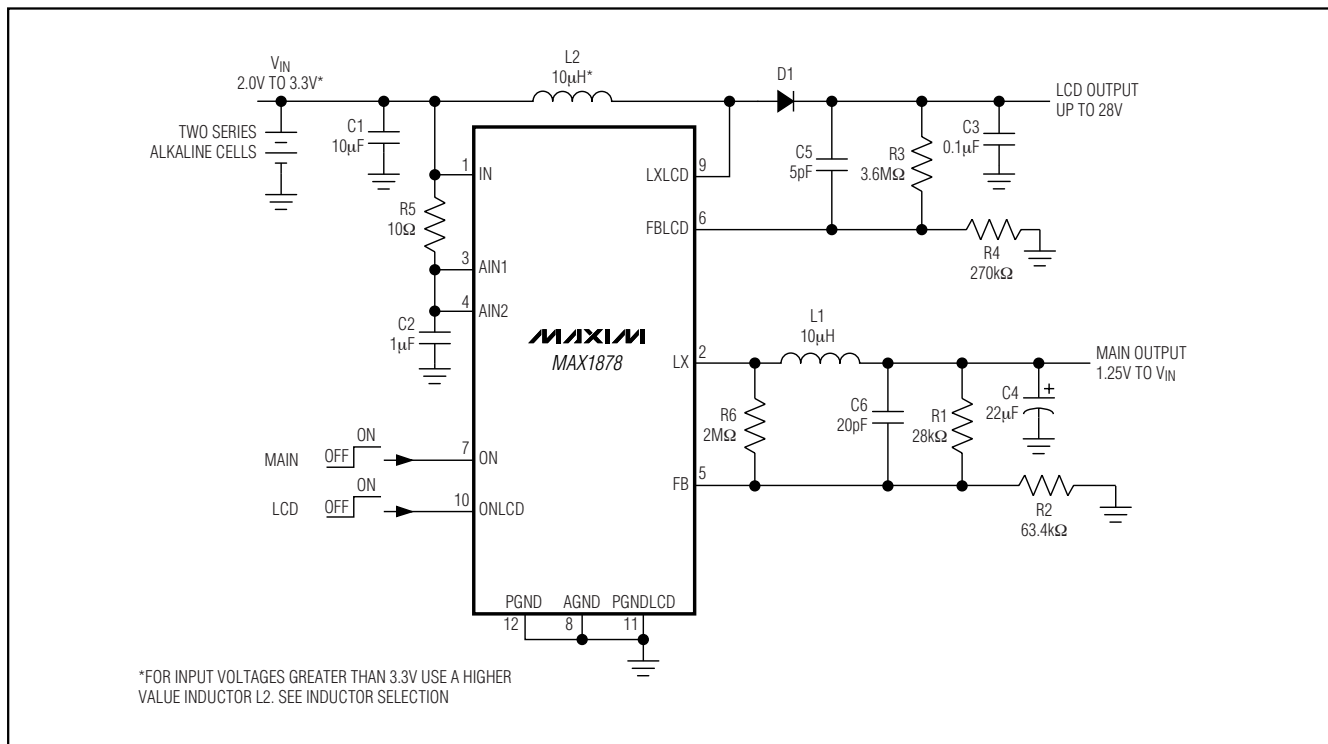 VIN
2.0V TO 3.3V*
TWO SERIES
ALKALINE CELLS
C1
10µF
L2
10µH*
D1
LCD OUTPUT
UP TO 28V
C5
5pF
R3
3.6MΩ
C3
0.1µF
R4
270kΩ
1
IN
R5
10Ω
3
AIN1
4
AIN2
C2
1µF
LXLCD
9
FBLCD
6
MAXIM
MAX1878
LX
2
L1
10µH
MAIN OUTPUT
1.25V TO VIN
R6
2MΩ
C6
20pF
R1
28kΩ
C4
22µF
+
FB
5
R2
63.4kΩ
MAIN
OFF
ON
7
ON
LCD
OFF
ON
10
ONLCD
PGND
AGND
PGNDLCD
12
8
11
*FOR INPUT VOLTAGES GREATER THAN 3.3V USE A HIGHER
VALUE INDUCTOR L2. SEE INDUCTOR SELECTION